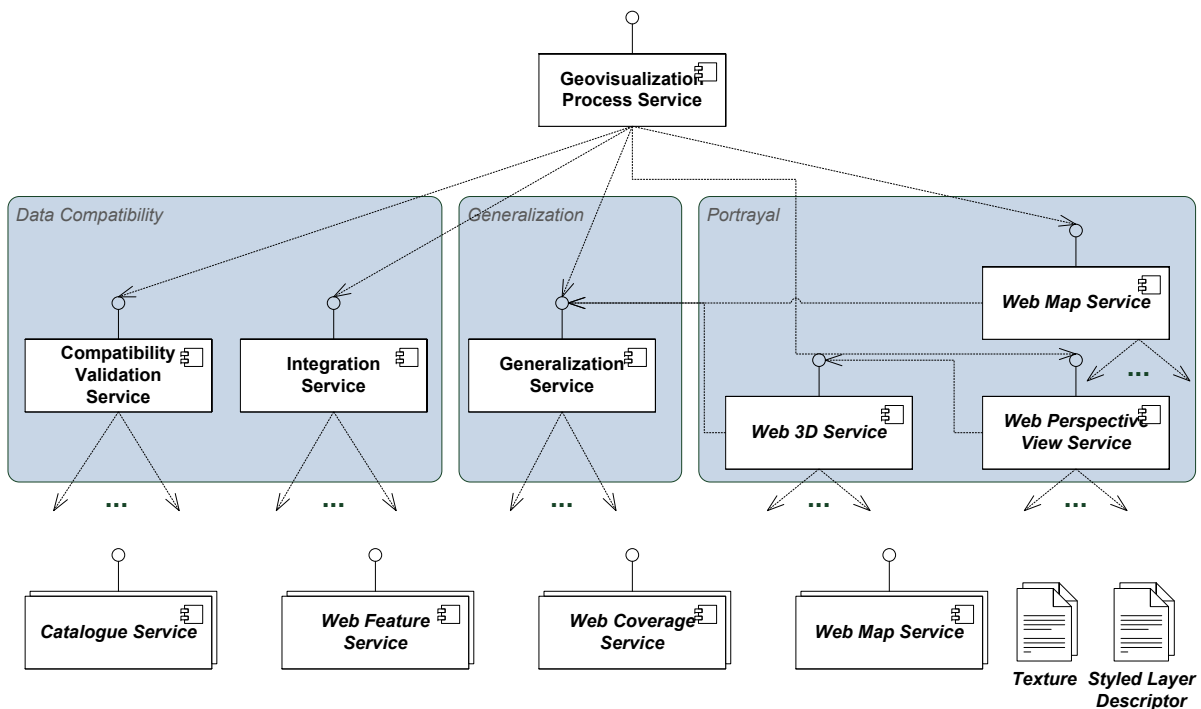 Geovisualization
Process Service
Data Compatibility
Generalization
Portrayal
Web Map Service
Compatibility
Validation
Service
Integration
Service
Generalization
Service
...
Web 3D Service
Web Perspective
View Service
...
...
...
...
...
Catalogue Service
Web Feature
Service
Web Coverage
Service
Web Map Service
Texture
Styled Layer
Descriptor